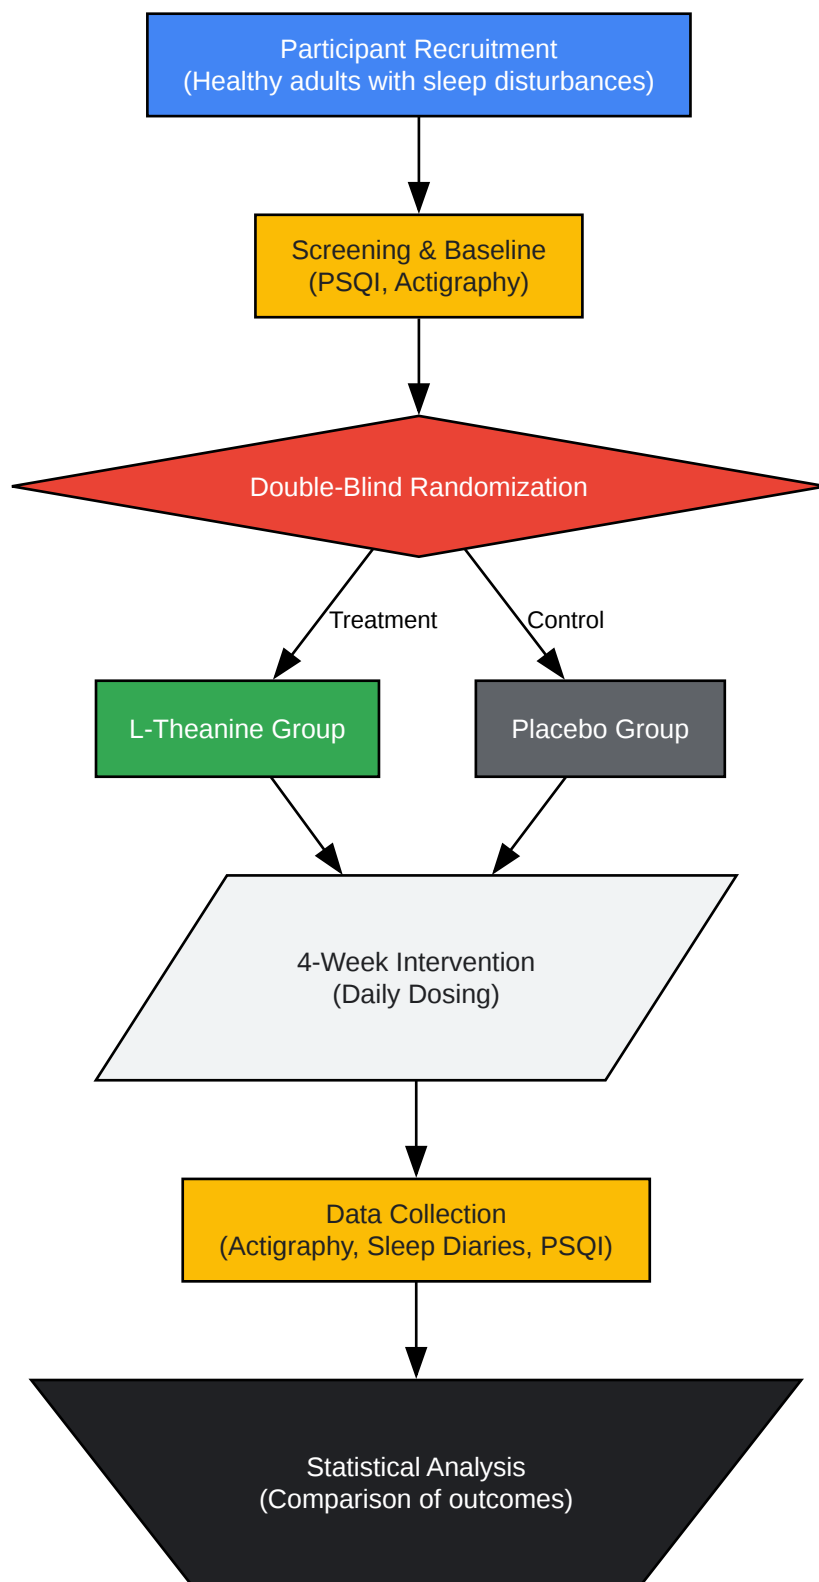 Participant Recruitment
(Healthy adults with sleep disturbances)
Screening & Baseline
(PSQI, Actigraphy)
Double-Blind Randomization
Treatment
Control
L-Theanine Group
Placebo Group
4-Week Intervention
(Daily Dosing)
Data Collection
(Actigraphy, Sleep Diaries, PSQI)
Statistical Analysis
(Comparison of outcomes)